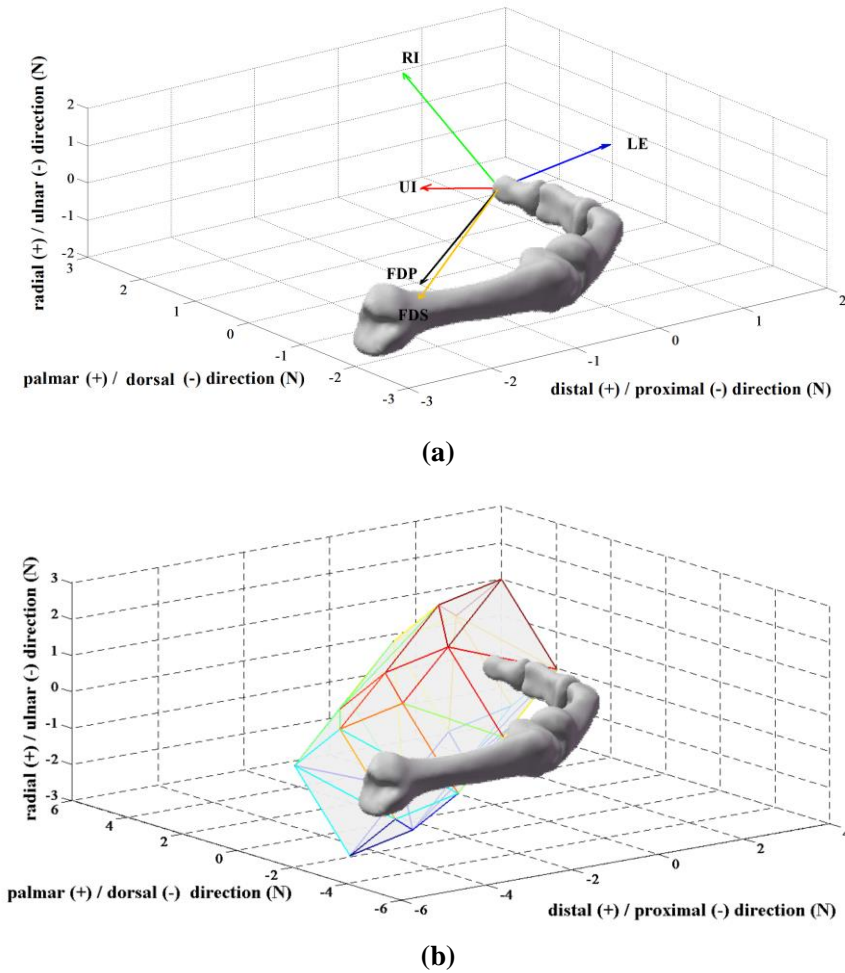 RI
LE
UI
FDP
FDS
radial (+) / ulnar (-) direction (N)
2
1
0
-1
-2
3
2
1
0
-1
-2
-3
-3
-2
-1
0
1
2
palmar (+) / dorsal (-) direction (N)
distal (+) / proximal (-) direction (N)
(a)
radial (+) / ulnar (-) direction (N)
3
2
1
0
-1
-2
-3
6
4
2
0
-2
-4
-6
-6
-4
-2
0
2
4
palmar (+) / dorsal (-) direction (N)
distal (+) / proximal (-) direction (N)
(b)